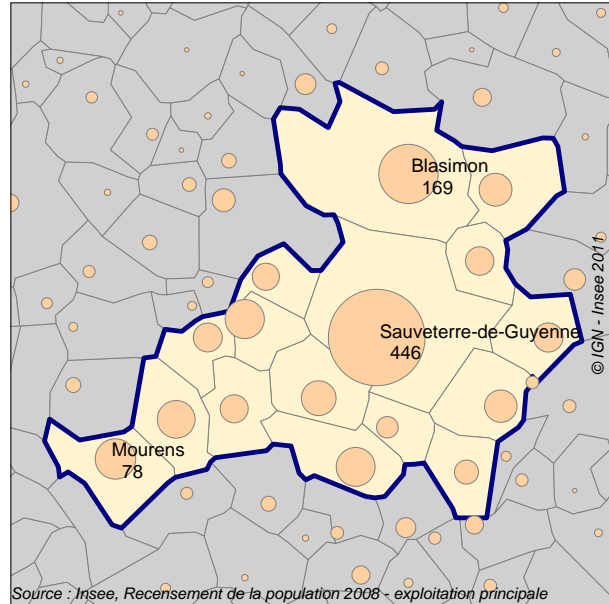 Blasimon
169
Sauveterre-de-Guyenne
446
Mourens
78
© IGN - Insee 2011
Source : Insee, Recensement de la population 2008 - exploitation principale